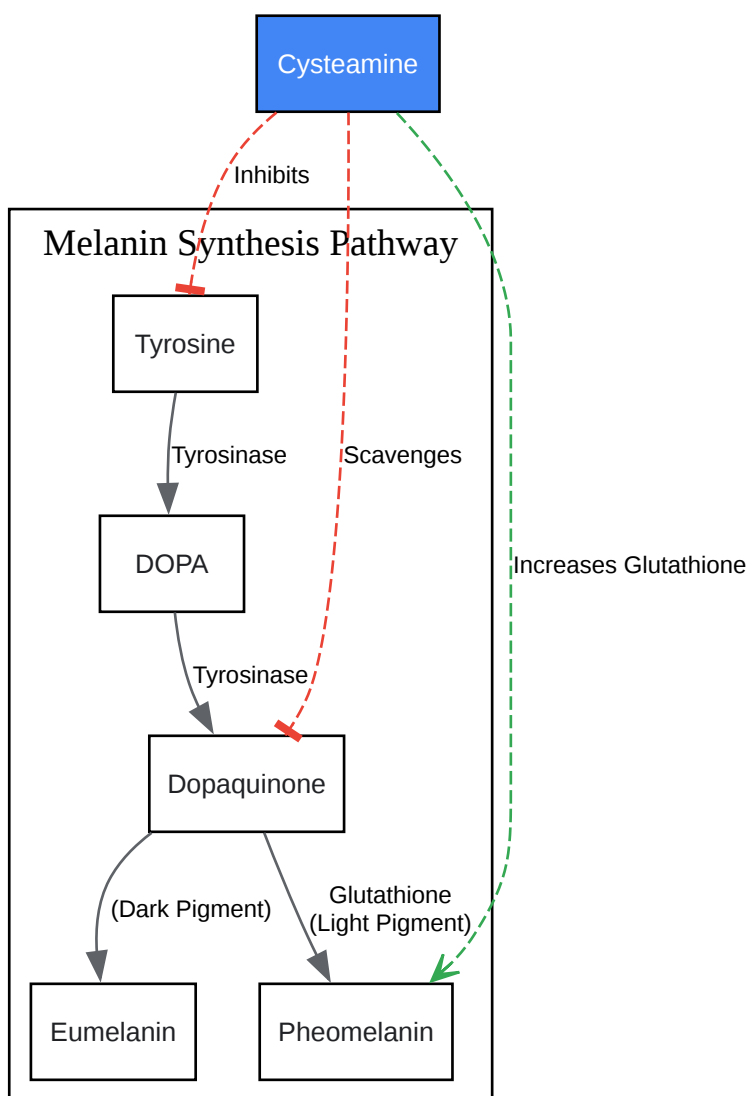 Cysteamine
Inhibits
Melanin Synthesis Pathway
Tyrosine
Tyrosinase
Scavenges
DOPA
Increases Glutathione
Tyrosinase
Dopaquinone
(Dark Pigment)
Glutathione
(Light Pigment)
Eumelanin
Pheomelanin